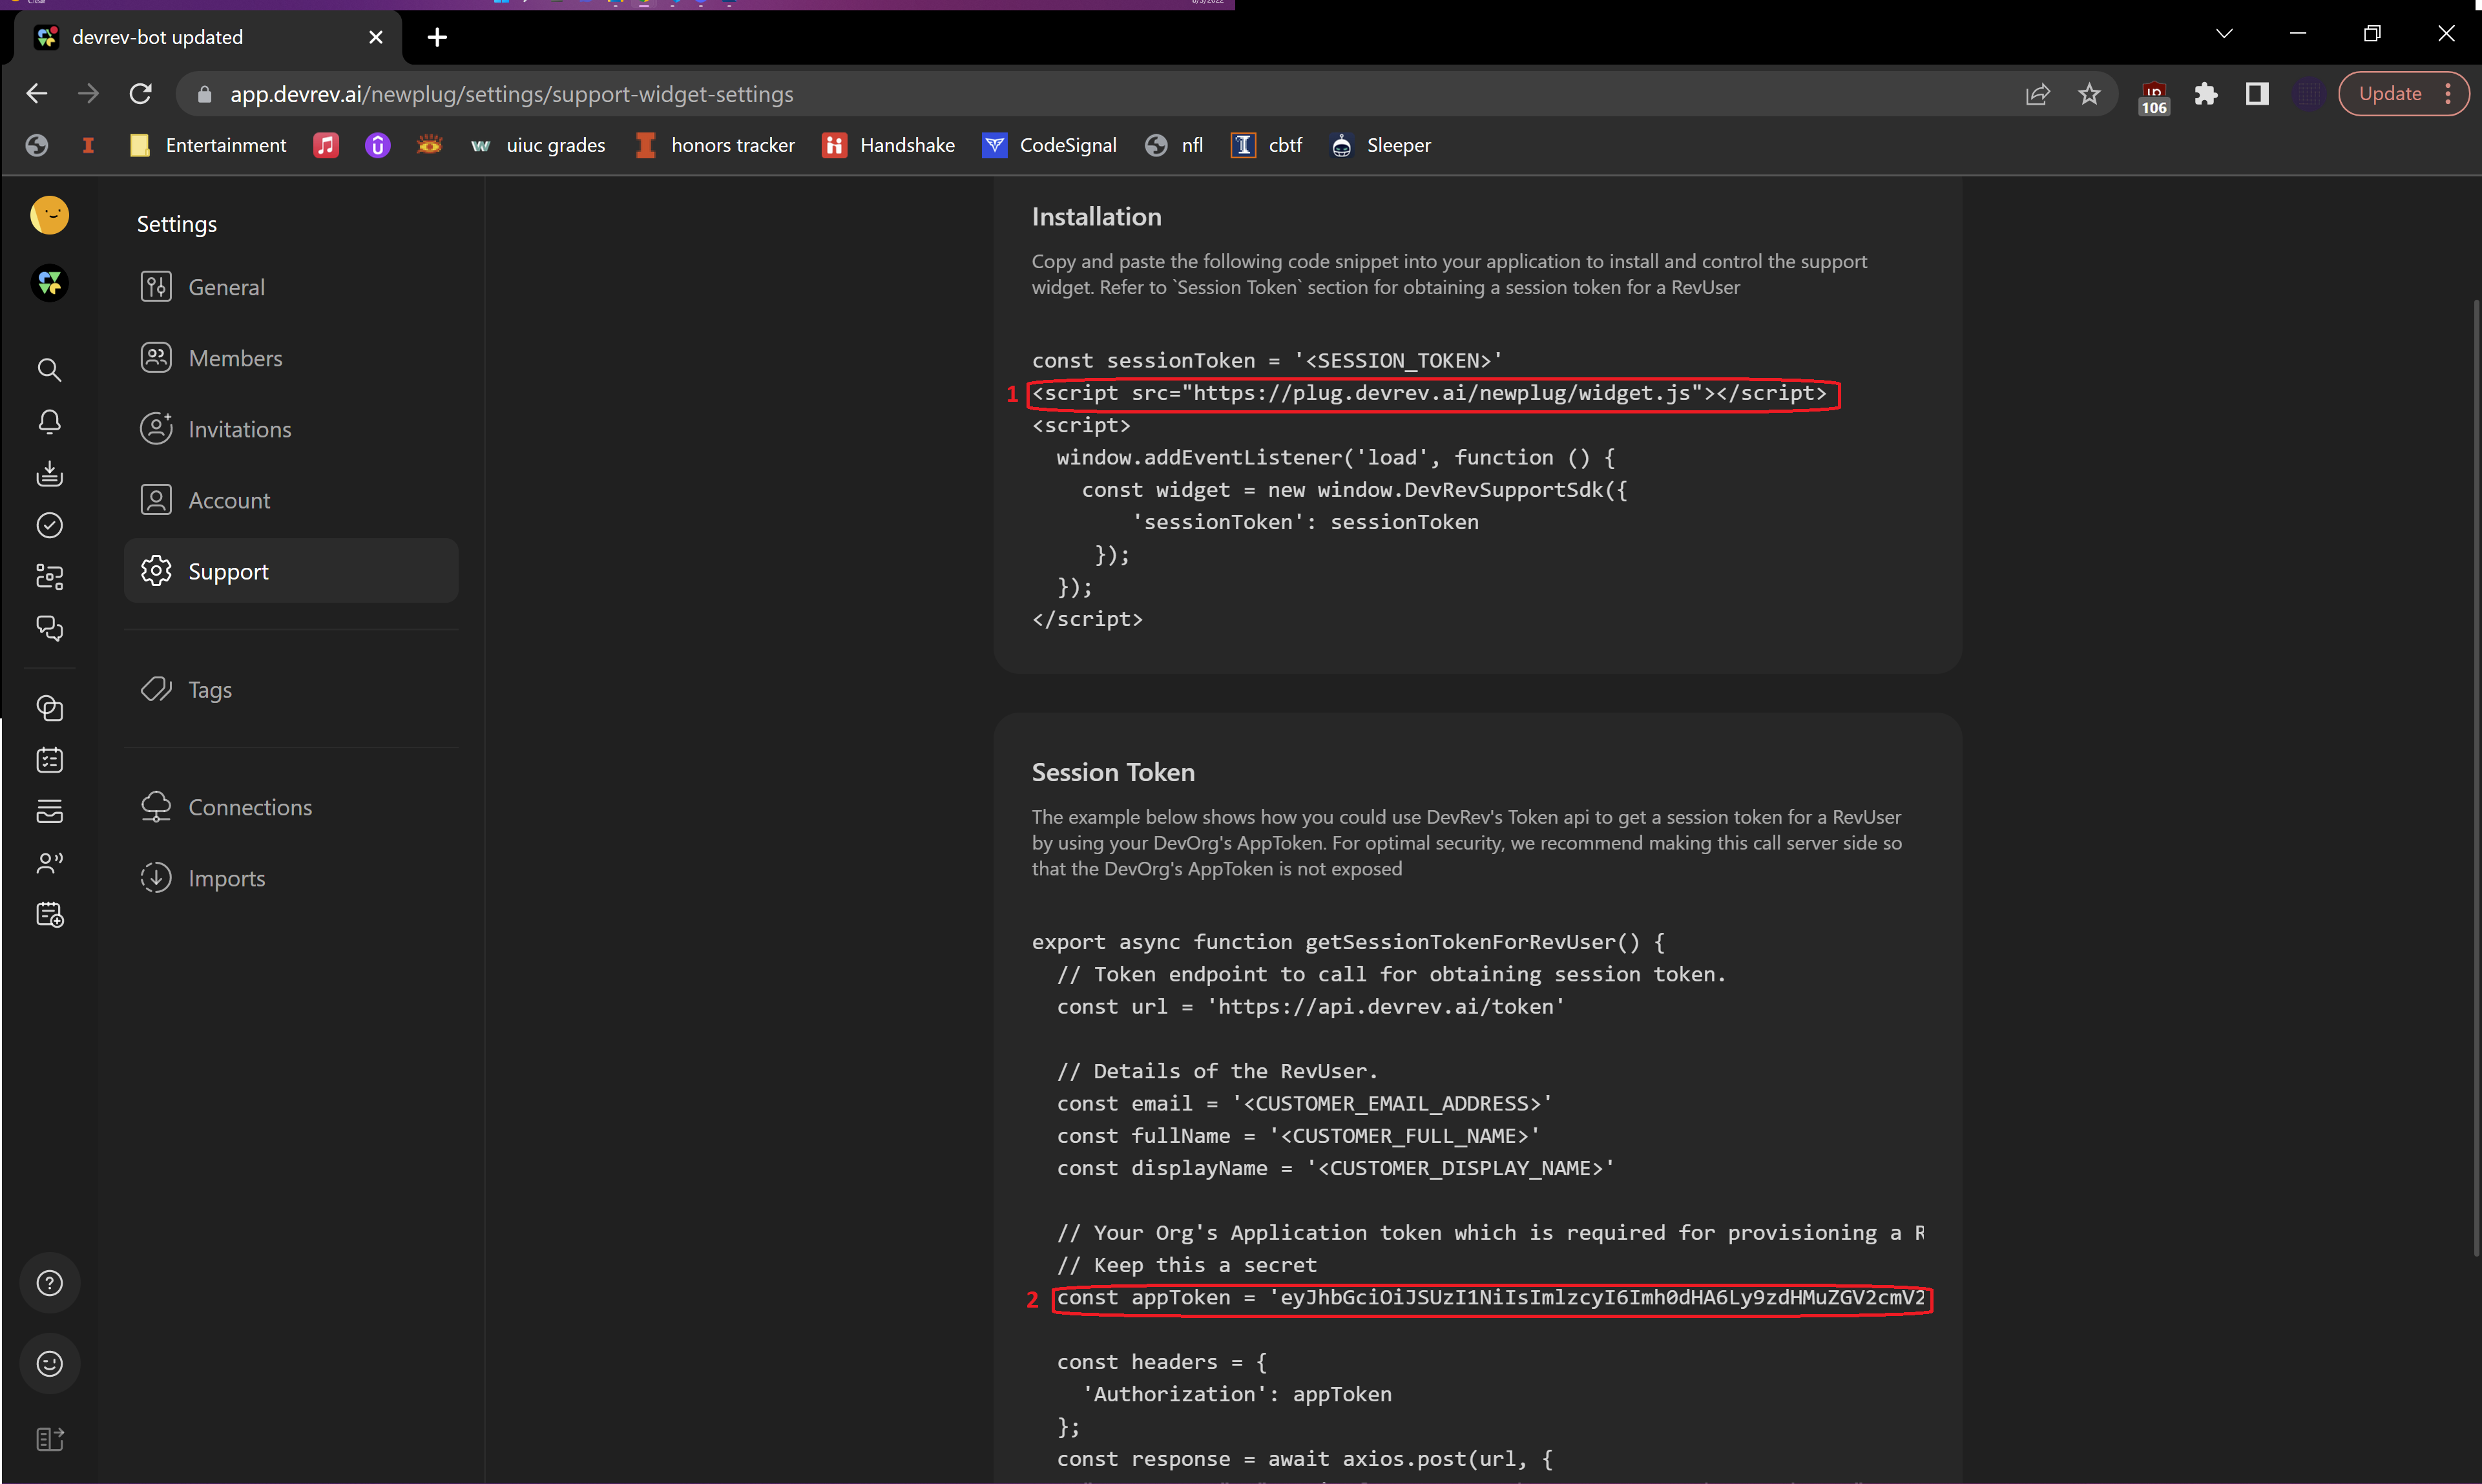 Clear
8/5/2022
devrev-bot updated
app.devrev.ai/newplug/settings/support-widget-settings
106
Update
Entertainment
uiuc grades
honors tracker
Handshake
CodeSignal
nfl
cbtf
Sleeper
Settings
General
Members
Invitations
Account
Support
Tags
Connections
Imports
Installation
Copy and paste the following code snippet into your application to install and control the support
widget. Refer to `Session Token` section for obtaining a session token for a RevUser
const sessionToken = '<SESSION_TOKEN>'
1 <script src="https://plug.devrev.ai/newplug/widget.js"></script>
<script>
window.addEventListener('load', function () {
const widget = new window.DevRevSupportSdk({
'sessionToken': sessionToken
});
});
</script>
Session Token
The example below shows how you could use DevRev's Token api to get a session token for a RevUser
by using your DevOrg's AppToken. For optimal security, we recommend making this call server side so
that the DevOrg's AppToken is not exposed
export async function getSessionTokenForRevUser() {
// Token endpoint to call for obtaining session token.
const url = 'https://api.devrev.ai/token'
// Details of the RevUser.
const email = '<CUSTOMER_EMAIL_ADDRESS>'
const fullName = '<CUSTOMER_FULL_NAME>'
const displayName = '<CUSTOMER_DISPLAY_NAME>'
// Your Org's Application token which is required for provisioning a R
// Keep this a secret
2 const appToken = 'eyJhbGciOiJSUzI1NiIsImlzcyI6Imh0dHA6Ly9zdHMuZGV2cmV2
const headers = {
'Authorization': appToken
};
const response = await axios.post(url, {